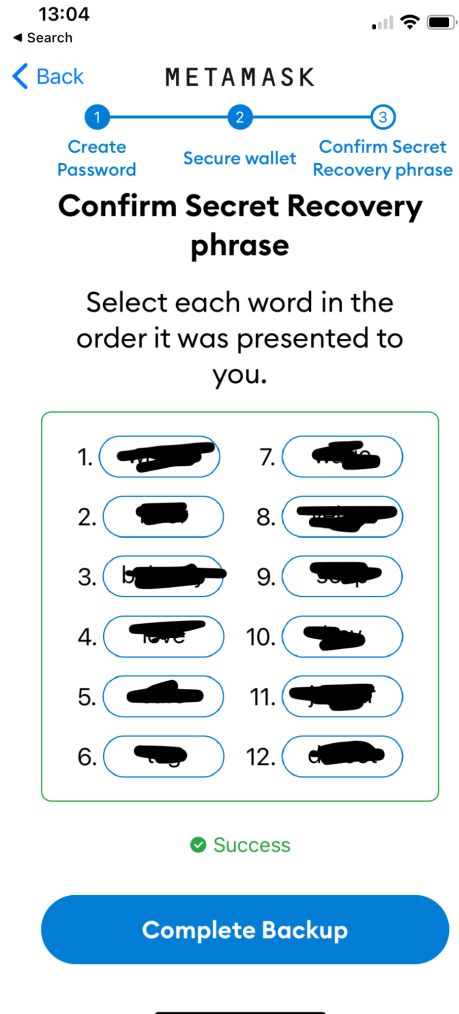 13:04
◀ Search
Back
METAMASK
1 2 3
Create Password
Secure wallet
Confirm Secret Recovery phrase
Confirm Secret Recovery
phrase
Select each word in the
order it was presented to
you.
1. 7.
2. 8.
3. 9.
4. 10.
5. 11.
6. 12.
Success
Complete Backup